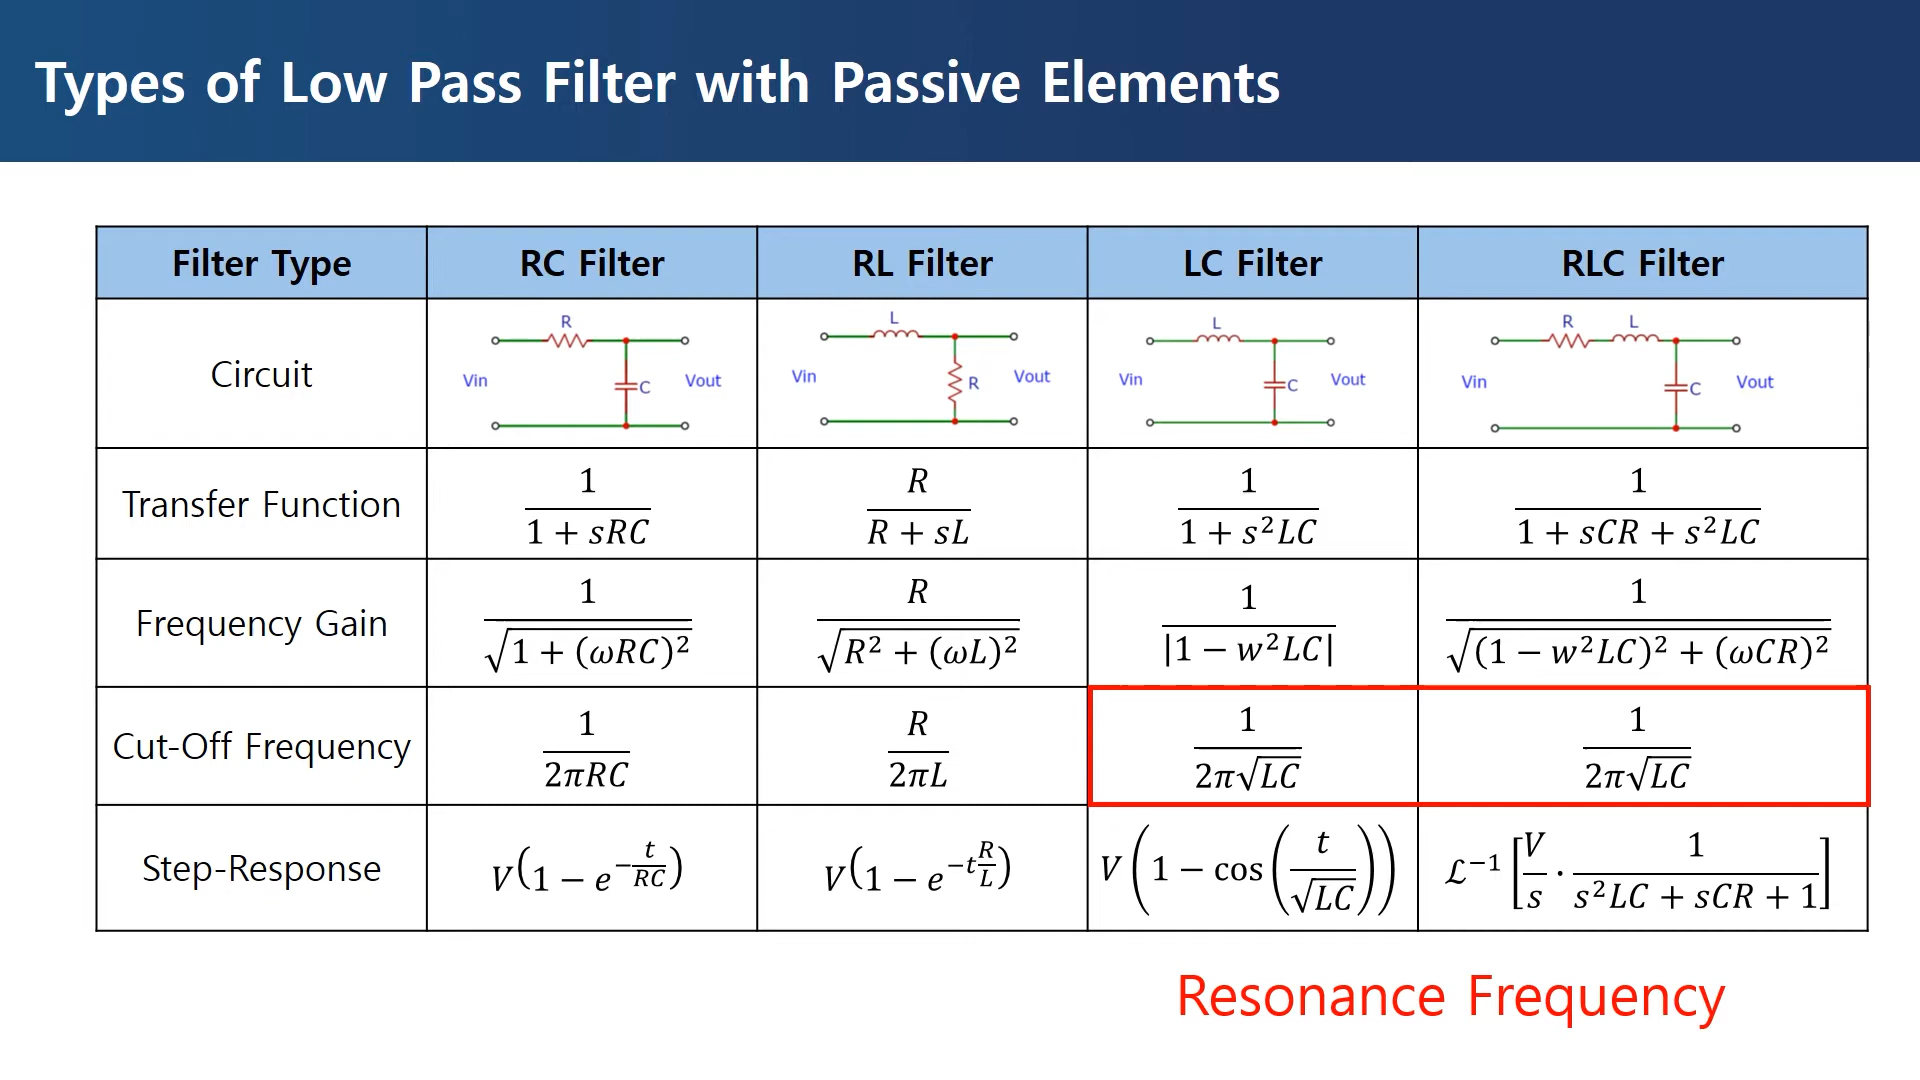 Types of Low Pass Filter with Passive Elements
Filter Type RC Filter RL Filter LC Filter RLC Filter
Circuit
R
C
Vin
Vout
L
R
Vin
Vout
L
C
Vin
Vout
R L
C
Vin
Vout
Transfer Function
1/(1 + sRC)
R/(R + sL)
1/(1 + s²LC)
1/(1 + sCR + s²LC)
Frequency Gain
1/√(1 + (ωRC)²)
R/√(R² + (ωL)²)
1/|1 − w²LC|
1/√((1 − w²LC)² + (ωCR)²)
Cut-Off Frequency
1/(2πRC)
R/(2πL)
1/(2π√(LC))
1/(2π√(LC))
Step-Response
V(1 − e^(−t/(RC)))
V(1 − e^(−t R/L))
V(1 − cos(t/√(LC)))
ℒ⁻¹[V/s · 1/(s²LC + sCR + 1)]
Resonance Frequency